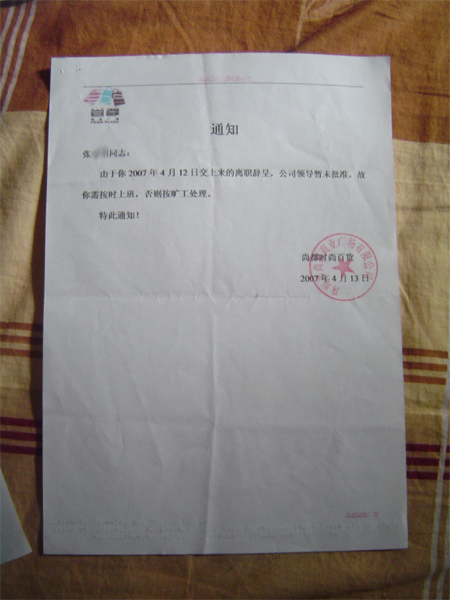 通知
张 同志：
由于你 2007 年 4 月 12 日交上来的离职辞呈，公司领导暂未批准，故
你需按时上班，否则按旷工处理。
特此通知！
尚都时尚百货
2007 年 4 月 13 日